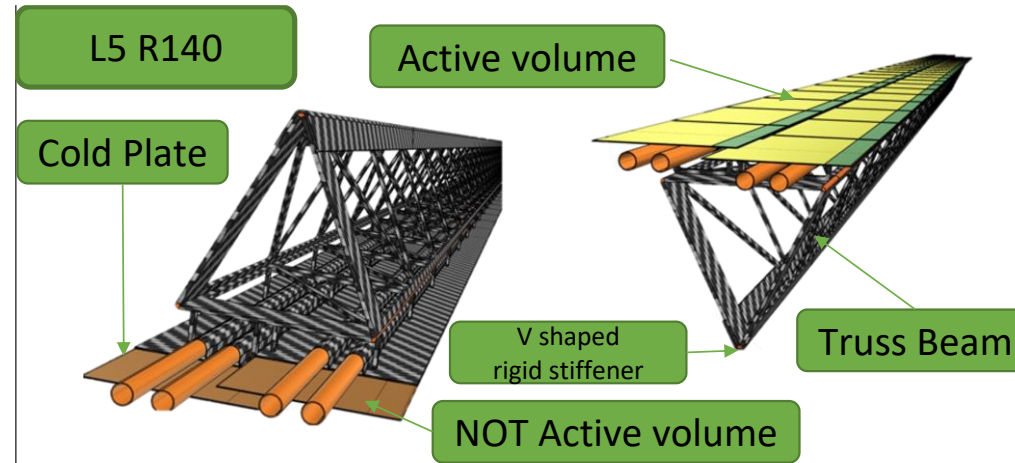 L5 R140
Active volume
Cold Plate
V shaped
rigid stiffener
Truss Beam
NOT Active volume